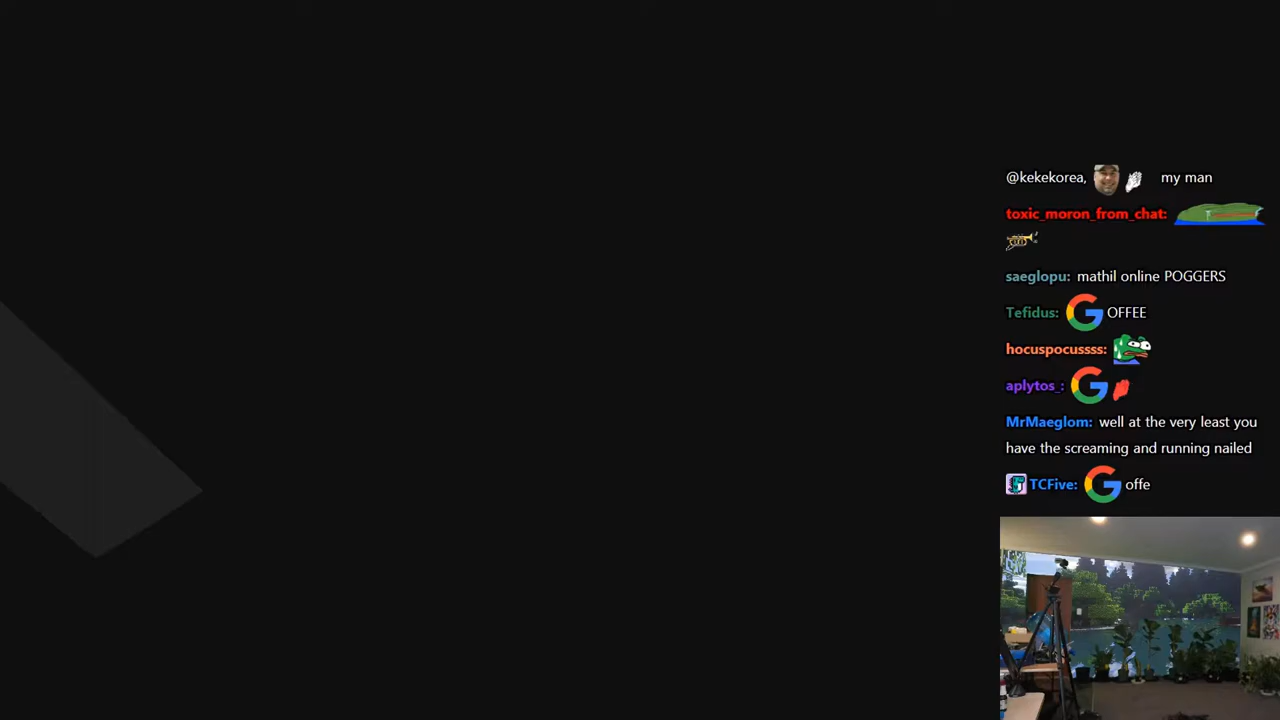 @kekekorea, my man
toxic_moron_from_chat:
saeglopu: mathil online POGGERS
Tefidus: G OFFEE
hocuspocussss:
aplytos_: G
MrMaeglom: well at the very least you
have the screaming and running nailed
TCFive: G offe